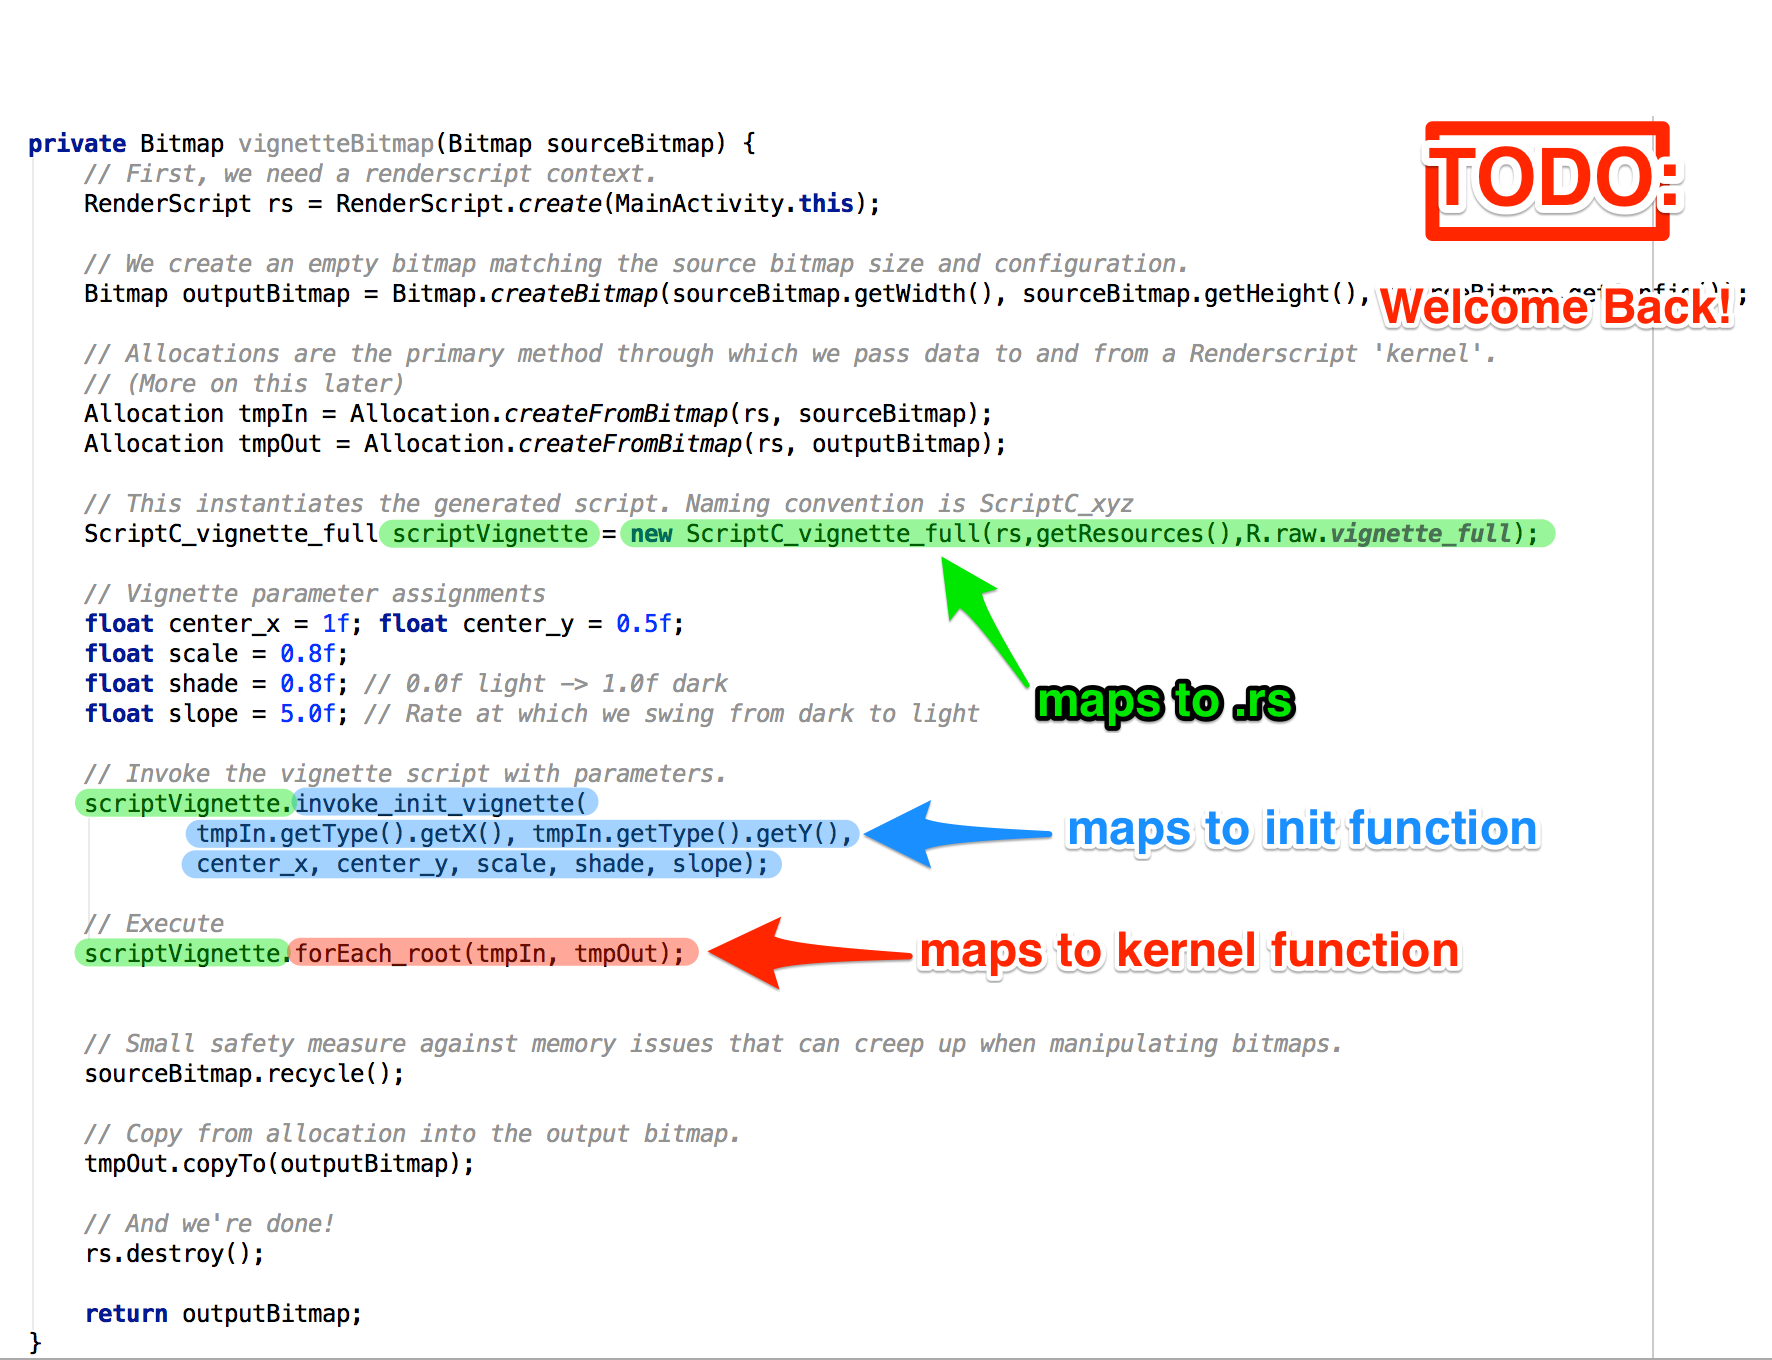 private Bitmap vignetteBitmap(Bitmap sourceBitmap) {
// First, we need a renderscript context.
RenderScript rs = RenderScript.create(MainActivity.this);
TODO:
// We create an empty bitmap matching the source bitmap size and configuration.
Bitmap outputBitmap = Bitmap.createBitmap(sourceBitmap.getWidth(), sourceBitmap.getHeight(),
Welcome Back!
// Allocations are the primary method through which we pass data to and from a Renderscript 'kernel'.
// (More on this later)
Allocation tmpIn = Allocation.createFromBitmap(rs, sourceBitmap);
Allocation tmpOut = Allocation.createFromBitmap(rs, outputBitmap);
// This instantiates the generated script. Naming convention is ScriptC_xyz
ScriptC_vignette_full scriptVignette = new ScriptC_vignette_full(rs,getResources(),R.raw.vignette_full);
// Vignette parameter assignments
float center_x = 1f; float center_y = 0.5f;
float scale = 0.8f;
float shade = 0.8f; // 0.0f light -> 1.0f dark
maps to .rs
float slope = 5.0f; // Rate at which we swing from dark to light
// Invoke the vignette script with parameters.
scriptVignette.invoke_init_vignette(
tmpIn.getType().getX(), tmpIn.getType().getY(),
maps to init function
center_x, center_y, scale, shade, slope);
// Execute
scriptVignette.forEach_root(tmpIn, tmpOut);
maps to kernel function
// Small safety measure against memory issues that can creep up when manipulating bitmaps.
sourceBitmap.recycle();
// Copy from allocation into the output bitmap.
tmpOut.copyTo(outputBitmap);
// And we're done!
rs.destroy();
return outputBitmap;
}